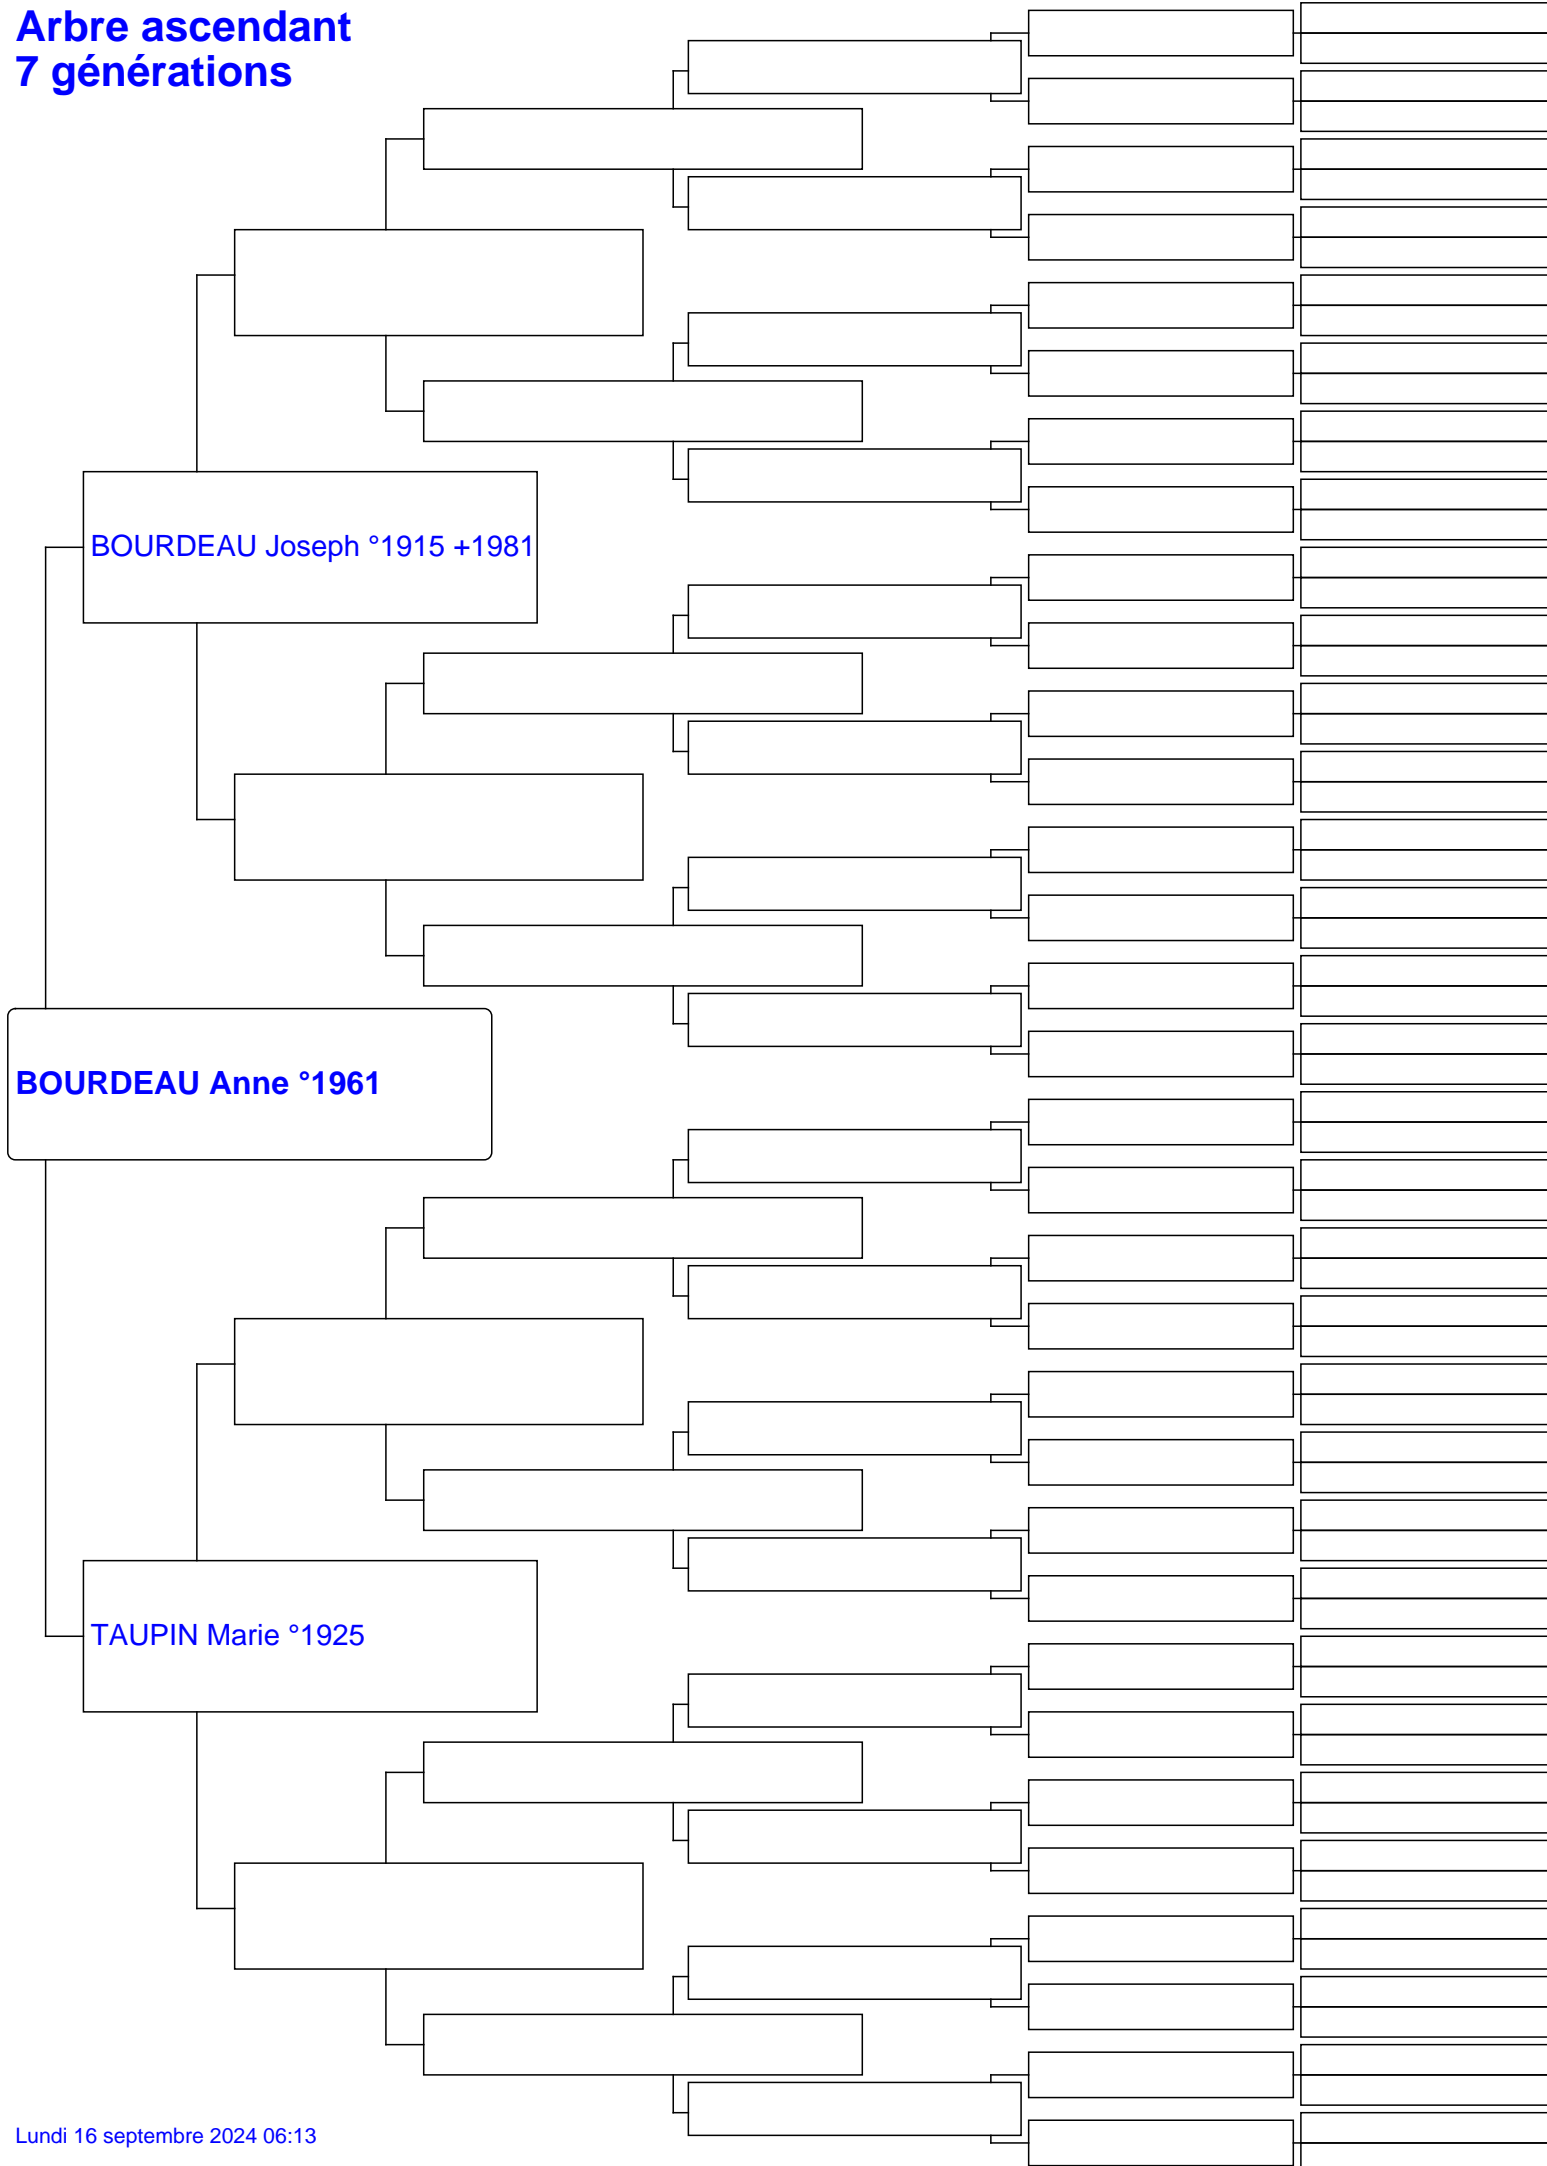 Arbre ascendant
7 générations
BOURDEAU Joseph °1915 +1981
BOURDEAU Anne °1961
TAUPIN Marie °1925
Lundi 16 septembre 2024 06:13